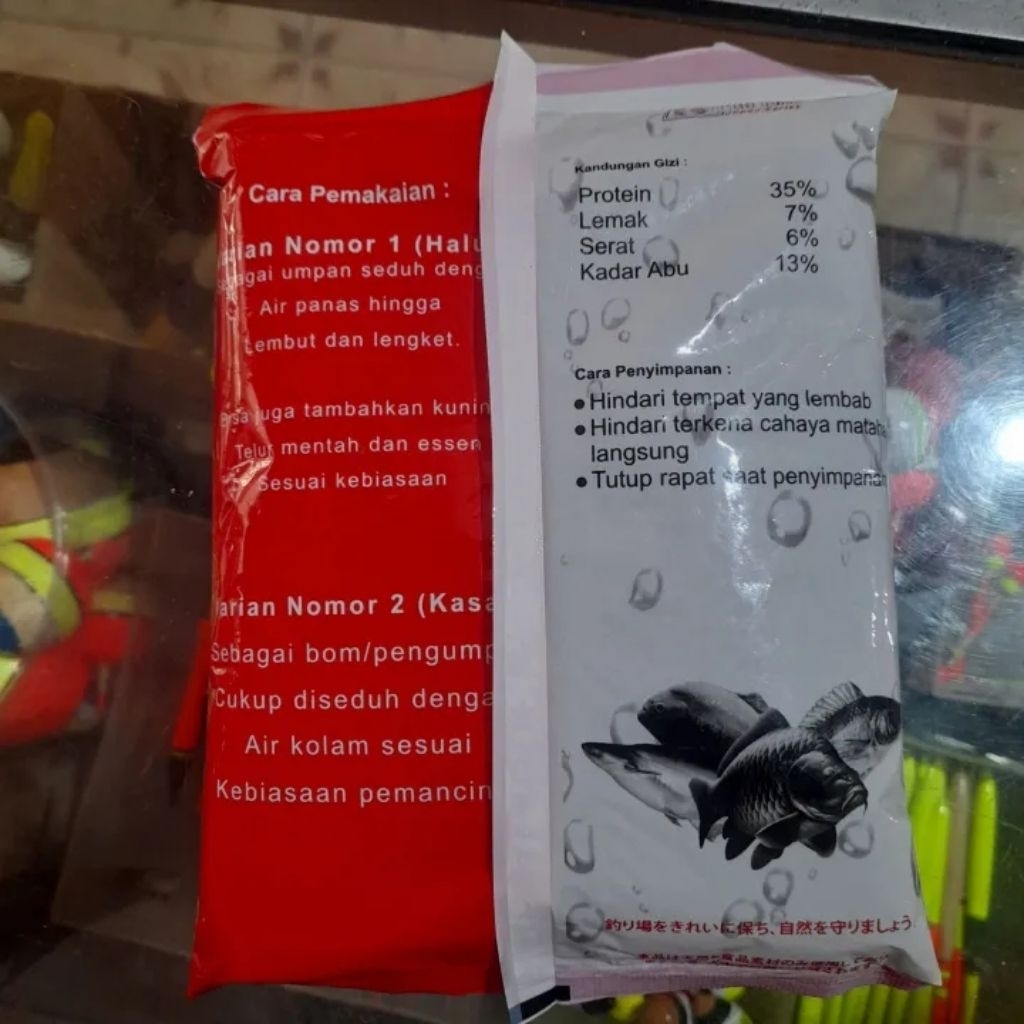 Cara Pemakaian :
ian Nomor 1 (Halu
agai umpan seduh deng
Air panas hingga
embut dan lengket.
sa juga tambahkan kunin
Telur mentah dan essen
Sesuai kebiasaan
arian Nomor 2 (Kasa
Sebagai bom/pengump
Cukup diseduh denga
Air kolam sesuai
Kebiasaan pemancin
Kandungan Gizi :
Protein 35%
Lemak 7%
Serat 6%
Kadar Abu 13%
Cara Penyimpanan :
• Hindari tempat yang lembab
• Hindari terkena cahaya mataha
langsung
• Tutup rapat saat penyimpanan
釣り場をきれいに保ち、自然を守りましょう